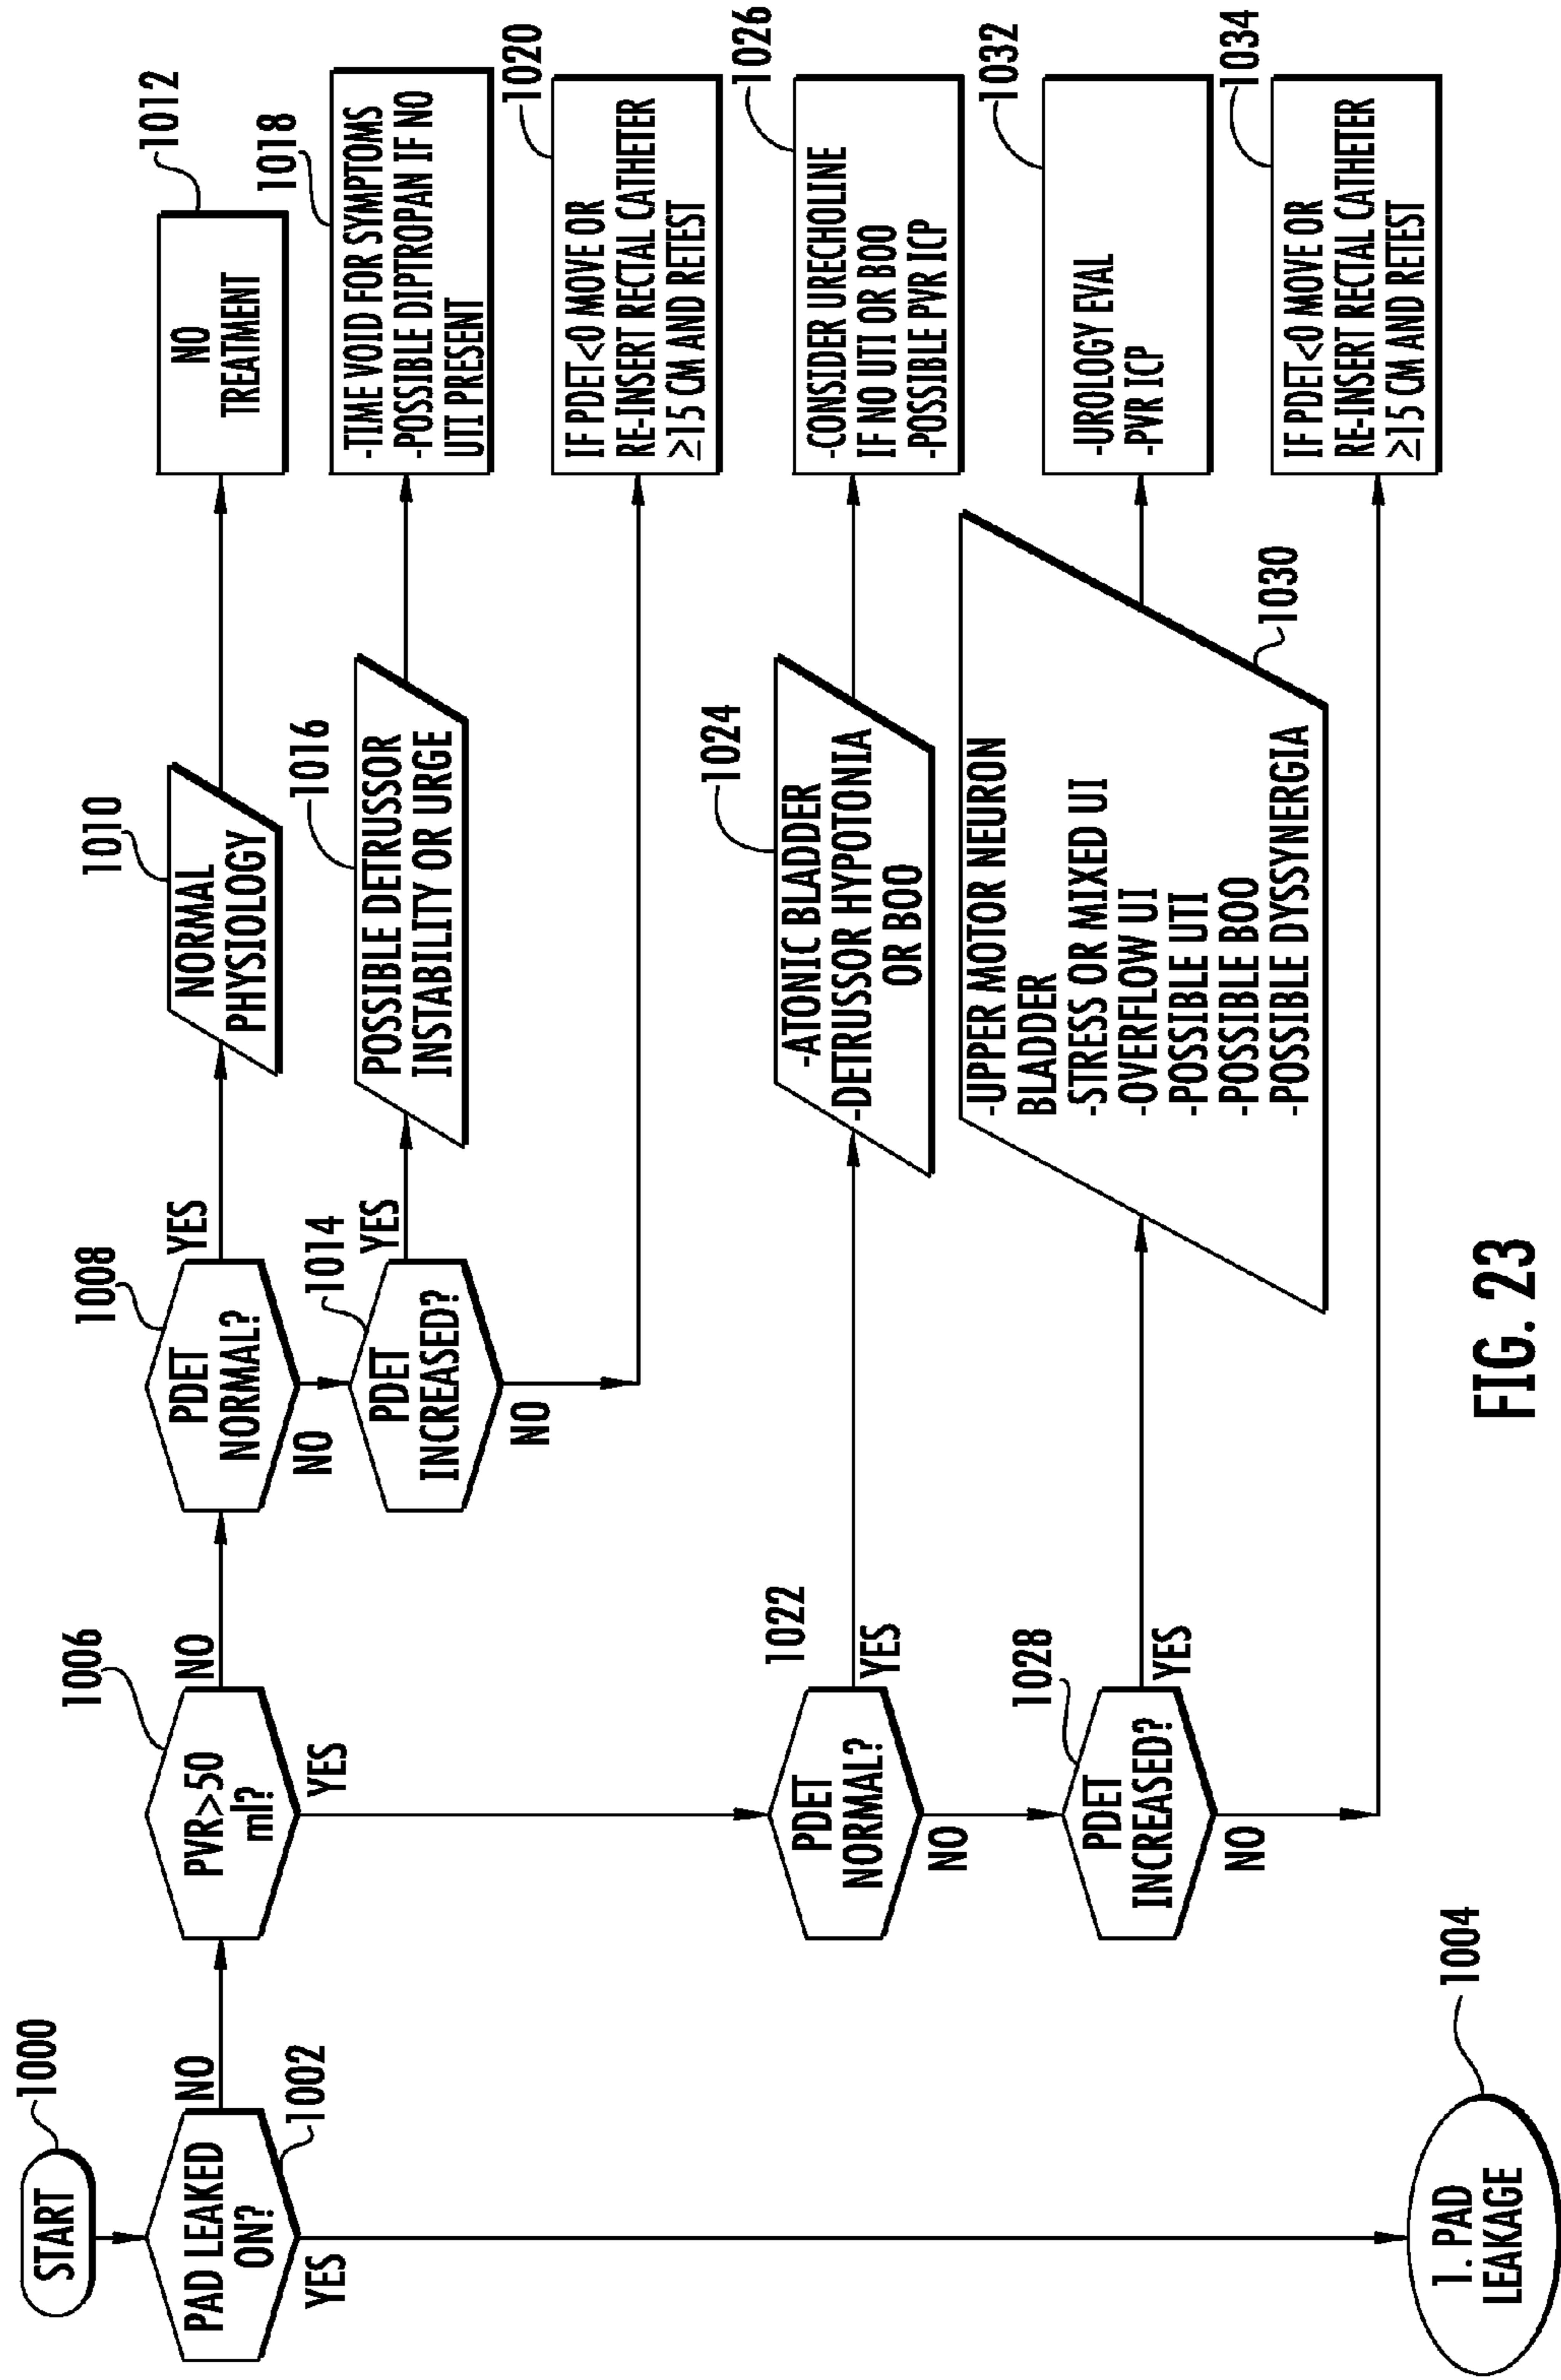 START
1000
PAD LEAKED
ON?
1002
NO
YES
1. PAD
LEAKAGE
1004
PVR>50
ml?
1006
NO
YES
PDET
NORMAL?
1008
YES
NO
NORMAL
PHYSIOLOGY
1010
NO
TREATMENT
1012
PDET
INCREASED?
1014
YES
NO
POSSIBLE DETRUSSOR
INSTABILITY OR URGE
1016
-TIME VOID FOR SYMPTOMS
-POSSIBLE DIPTROPAN IF NO
UTI PRESENT
1018
IF PDET<0 MOVE OR
RE-INSERT RECTAL CATHETER
≥15 CM AND RETEST
1020
PDET
NORMAL?
1022
YES
NO
-ATONIC BLADDER
-DETRUSSOR HYPOTONIA
OR BOO
1024
-CONSIDER URECHOLINE
IF NO UTI OR BOO
-POSSIBLE PVR ICP
1026
PDET
INCREASED?
1028
YES
NO
-UPPER MOTOR NEURON
BLADDER
-STRESS OR MIXED UI
-OVERFLOW UI
-POSSIBLE UTI
-POSSIBLE BOO
-POSSIBLE DYSSYNERGIA
1030
-UROLOGY EVAL
-PVR ICP
1032
IF PDET<0 MOVE OR
RE-INSERT RECTAL CATHETER
≥15 CM AND RETEST
1034
FIG. 23